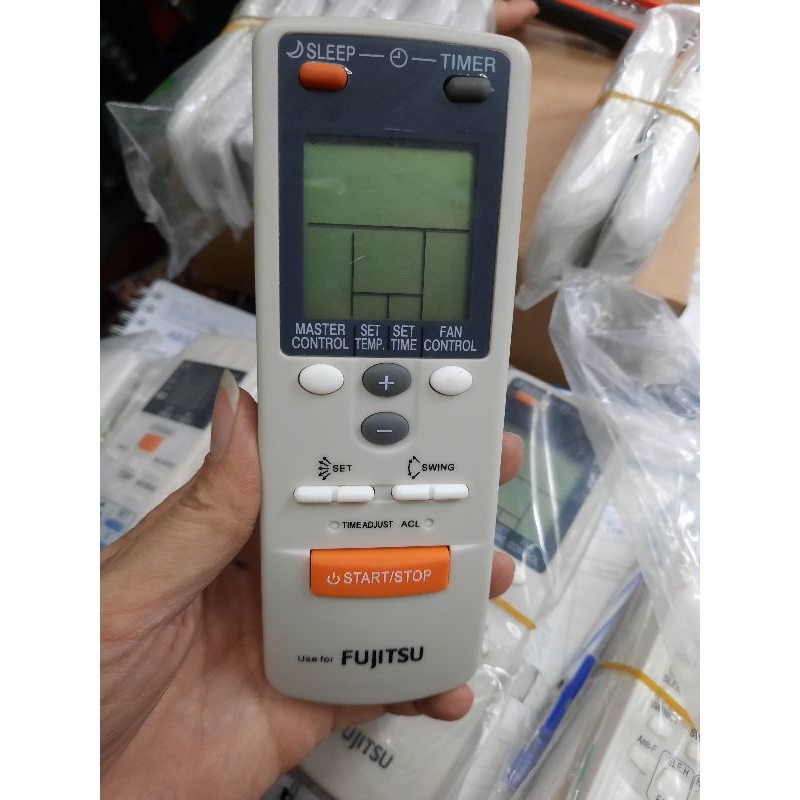 SLEEP TIMER
MASTER CONTROL
SET TEMP.
SET TIME
FAN CONTROL
+
−
SET
SWING
TIME ADJUST ACL
START/STOP
Use for FUJITSU
UJITSU